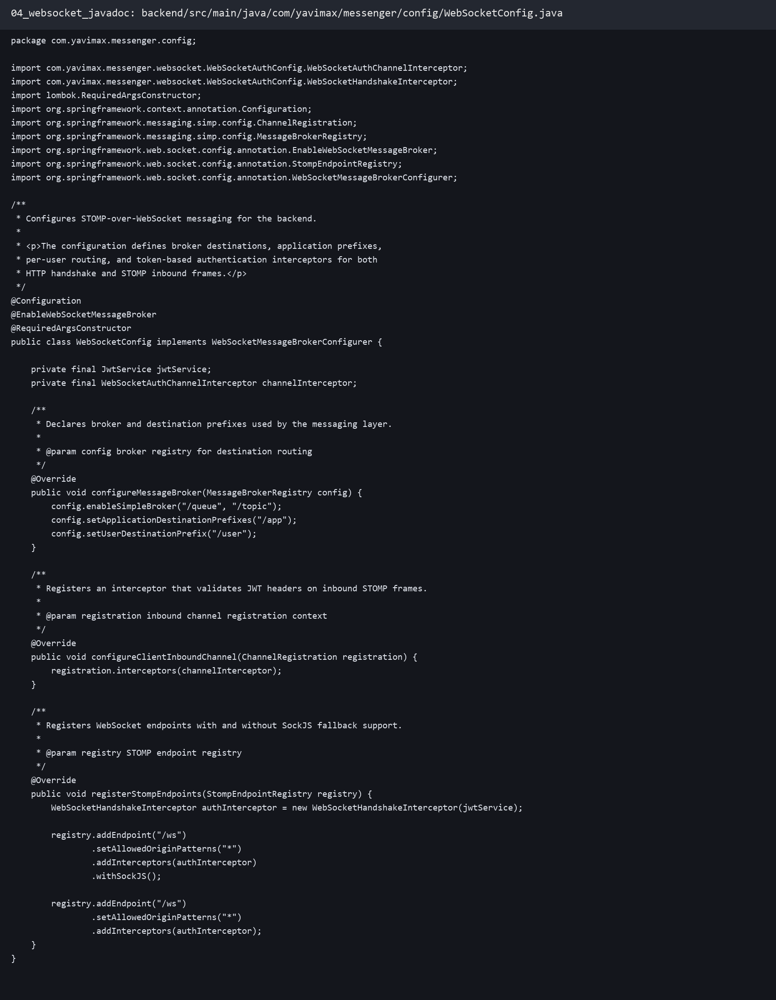 04_websocket_javadoc: backend/src/main/java/com/yavimax/messenger/config/WebSocketConfig.java
package com.yavimax.messenger.config;

import com.yavimax.messenger.websocket.WebSocketAuthConfig.WebSocketAuthChannelInterceptor;
import com.yavimax.messenger.websocket.WebSocketAuthConfig.WebSocketHandshakeInterceptor;
import lombok.RequiredArgsConstructor;
import org.springframework.context.annotation.Configuration;
import org.springframework.messaging.simp.config.ChannelRegistration;
import org.springframework.messaging.simp.config.MessageBrokerRegistry;
import org.springframework.web.socket.config.annotation.EnableWebSocketMessageBroker;
import org.springframework.web.socket.config.annotation.StompEndpointRegistry;
import org.springframework.web.socket.config.annotation.WebSocketMessageBrokerConfigurer;

/**
 * Configures STOMP-over-WebSocket messaging for the backend.
 *
 * <p>The configuration defines broker destinations, application prefixes,
 * per-user routing, and token-based authentication interceptors for both
 * HTTP handshake and STOMP inbound frames.</p>
 */
@Configuration
@EnableWebSocketMessageBroker
@RequiredArgsConstructor
public class WebSocketConfig implements WebSocketMessageBrokerConfigurer {

    private final JwtService jwtService;
    private final WebSocketAuthChannelInterceptor channelInterceptor;

    /**
     * Declares broker and destination prefixes used by the messaging layer.
     *
     * @param config broker registry for destination routing
     */
    @Override
    public void configureMessageBroker(MessageBrokerRegistry config) {
        config.enableSimpleBroker("/queue", "/topic");
        config.setApplicationDestinationPrefixes("/app");
        config.setUserDestinationPrefix("/user");
    }

    /**
     * Registers an interceptor that validates JWT headers on inbound STOMP frames.
     *
     * @param registration inbound channel registration context
     */
    @Override
    public void configureClientInboundChannel(ChannelRegistration registration) {
        registration.interceptors(channelInterceptor);
    }

    /**
     * Registers WebSocket endpoints with and without SockJS fallback support.
     *
     * @param registry STOMP endpoint registry
     */
    @Override
    public void registerStompEndpoints(StompEndpointRegistry registry) {
        WebSocketHandshakeInterceptor authInterceptor = new WebSocketHandshakeInterceptor(jwtService);

        registry.addEndpoint("/ws")
                .setAllowedOriginPatterns("*")
                .addInterceptors(authInterceptor)
                .withSockJS();

        registry.addEndpoint("/ws")
                .setAllowedOriginPatterns("*")
                .addInterceptors(authInterceptor);
    }
}